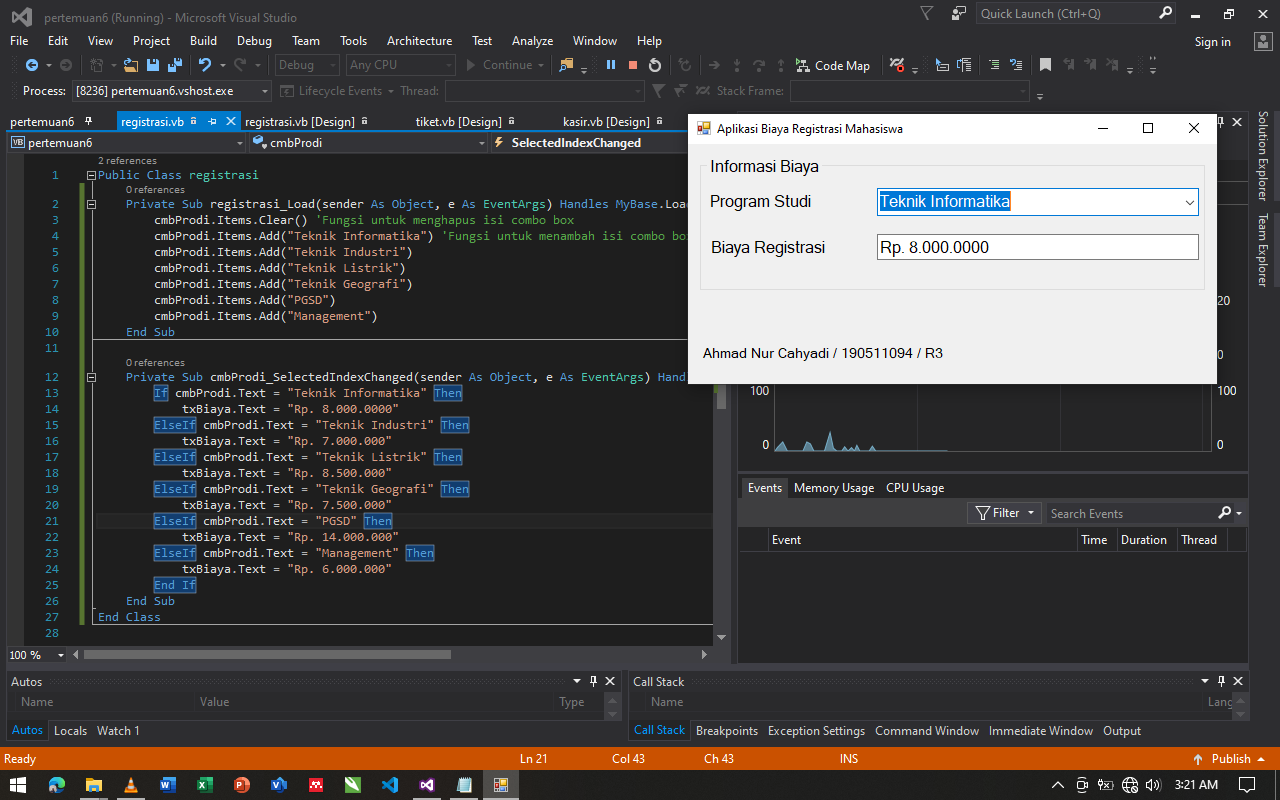 pertemuan6 (Running) - Microsoft Visual Studio
Quick Launch (Ctrl+Q)
File Edit View Project Build Debug Team Tools Architecture Test Analyze Window Help
Sign in
Debug Any CPU Continue Code Map
Process: [8236] pertemuan6.vshost.exe Lifecycle Events Thread: Stack Frame:
pertemuan6 registrasi.vb registrasi.vb [Design] tiket.vb [Design] kasir.vb [Design]
pertemuan6 cmbProdi SelectedIndexChanged
2 references
1 Public Class registrasi
0 references
2 Private Sub registrasi_Load(sender As Object, e As EventArgs) Handles MyBase.Load
3 cmbProdi.Items.Clear() 'Fungsi untuk menghapus isi combo box
4 cmbProdi.Items.Add("Teknik Informatika") 'Fungsi untuk menambah isi combo box
5 cmbProdi.Items.Add("Teknik Industri")
6 cmbProdi.Items.Add("Teknik Listrik")
7 cmbProdi.Items.Add("Teknik Geografi")
8 cmbProdi.Items.Add("PGSD")
9 cmbProdi.Items.Add("Management")
10 End Sub
11
0 references
12 Private Sub cmbProdi_SelectedIndexChanged(sender As Object, e As EventArgs) Handl
13 If cmbProdi.Text = "Teknik Informatika" Then
14 txBiaya.Text = "Rp. 8.000.0000"
15 ElseIf cmbProdi.Text = "Teknik Industri" Then
16 txBiaya.Text = "Rp. 7.000.000"
17 ElseIf cmbProdi.Text = "Teknik Listrik" Then
18 txBiaya.Text = "Rp. 8.500.000"
19 ElseIf cmbProdi.Text = "Teknik Geografi" Then
20 txBiaya.Text = "Rp. 7.500.000"
21 ElseIf cmbProdi.Text = "PGSD" Then
22 txBiaya.Text = "Rp. 14.000.000"
23 ElseIf cmbProdi.Text = "Management" Then
24 txBiaya.Text = "Rp. 6.000.000"
25 End If
26 End Sub
27 End Class
28
100 %
Aplikasi Biaya Registrasi Mahasiswa
Informasi Biaya
Program Studi Teknik Informatika
Biaya Registrasi Rp. 8.000.0000
Ahmad Nur Cahyadi / 190511094 / R3
Solution Explorer
Team Explorer
20
0
100 100
0 0
Events Memory Usage CPU Usage
Filter Search Events
Event Time Duration Thread
Autos
Name Value Type
Autos Locals Watch 1
Call Stack
Name Lang
Call Stack Breakpoints Exception Settings Command Window Immediate Window Output
Ready Ln 21 Col 43 Ch 43 INS Publish
3:21 AM